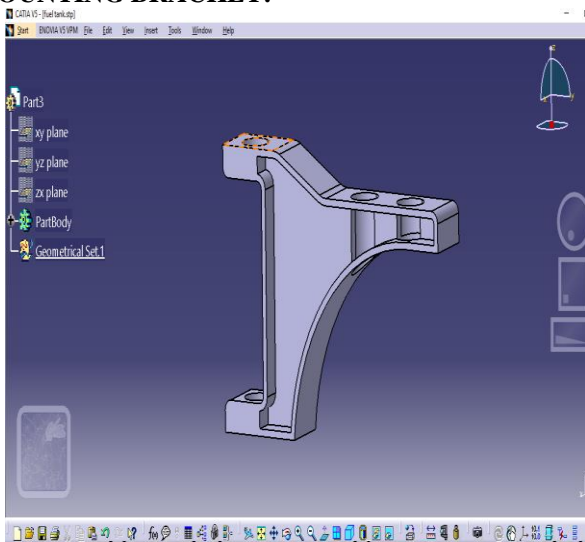 OUNTING BRACKET:
CATIA V5 - [fuel tank.stp]
Start ENOVIA V5 VPM File Edit View Insert Tools Window Help
Part3
xy plane
yz plane
zx plane
PartBody
Geometrical Set.1